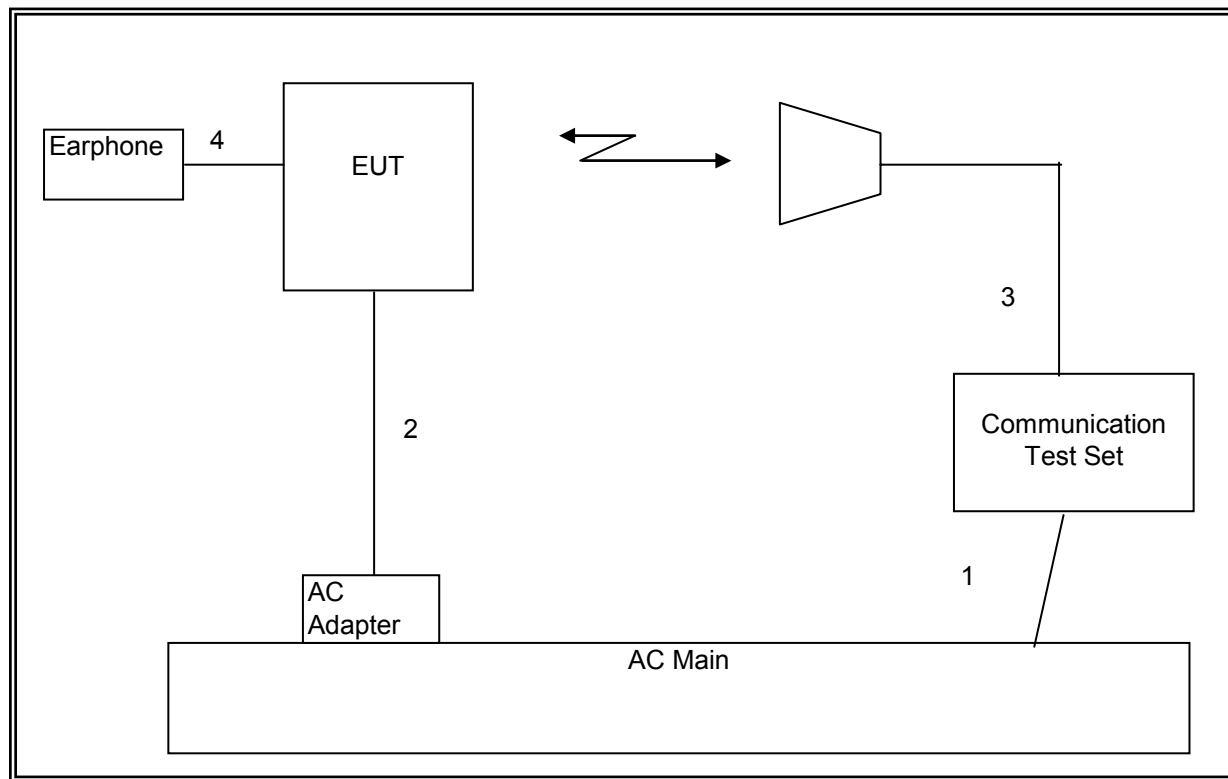 Earphone
4
EUT
3
2
Communication
Test Set
1
AC
Adapter
AC Main